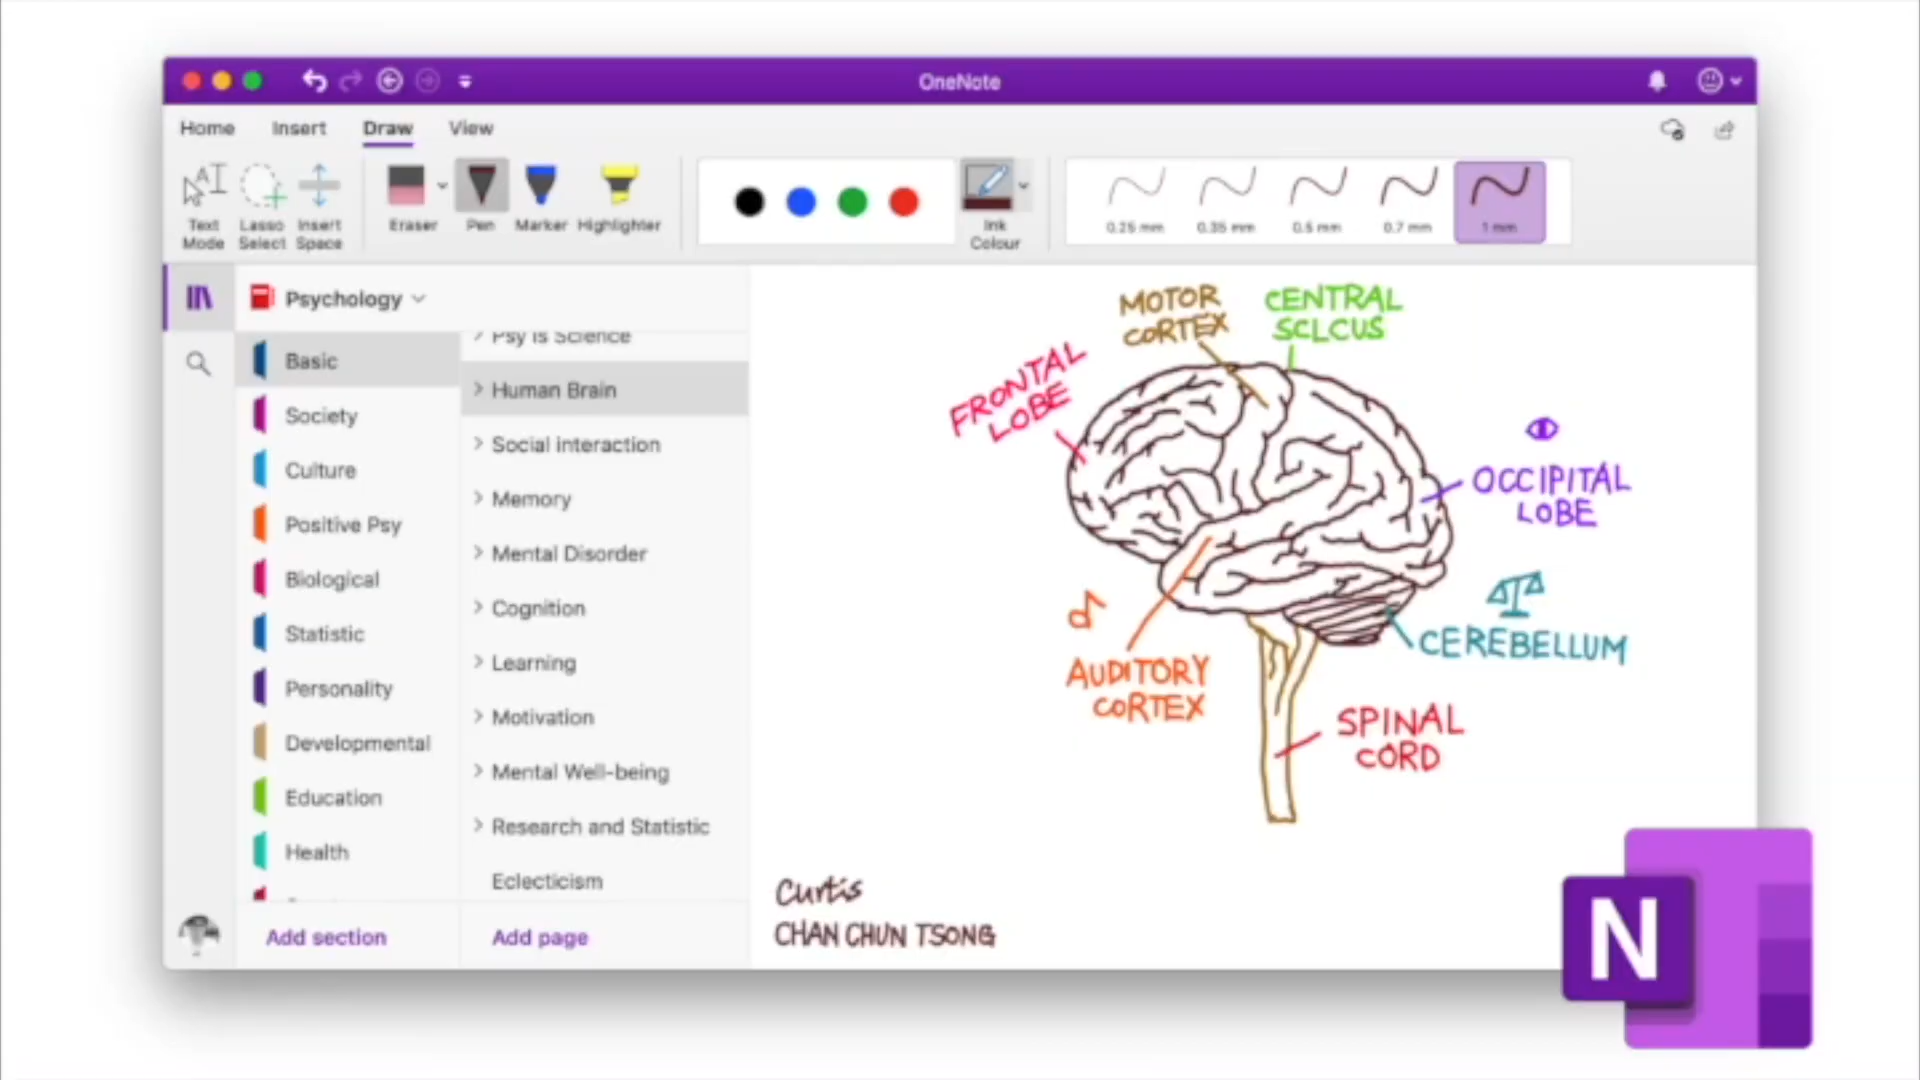 OneNote
Home Insert Draw View
Text Mode
Lasso Select
Insert Space
Eraser
Pen
Marker
Highlighter
Ink Colour
0.25 mm
0.35 mm
0.5 mm
0.7 mm
1 mm
Psychology
Basic
Society
Culture
Positive Psy
Biological
Statistic
Personality
Developmental
Education
Health
Add section
Psy is Science
Human Brain
Social interaction
Memory
Mental Disorder
Cognition
Learning
Motivation
Mental Well-being
Research and Statistic
Eclecticism
Add page
MOTOR
CORTEX
CENTRAL
SCLCUS
FRONTAL
LOBE
OCCIPITAL
LOBE
CEREBELLUM
AUDITORY
CORTEX
SPINAL
CORD
Curtis
CHAN CHUN TSONG
N